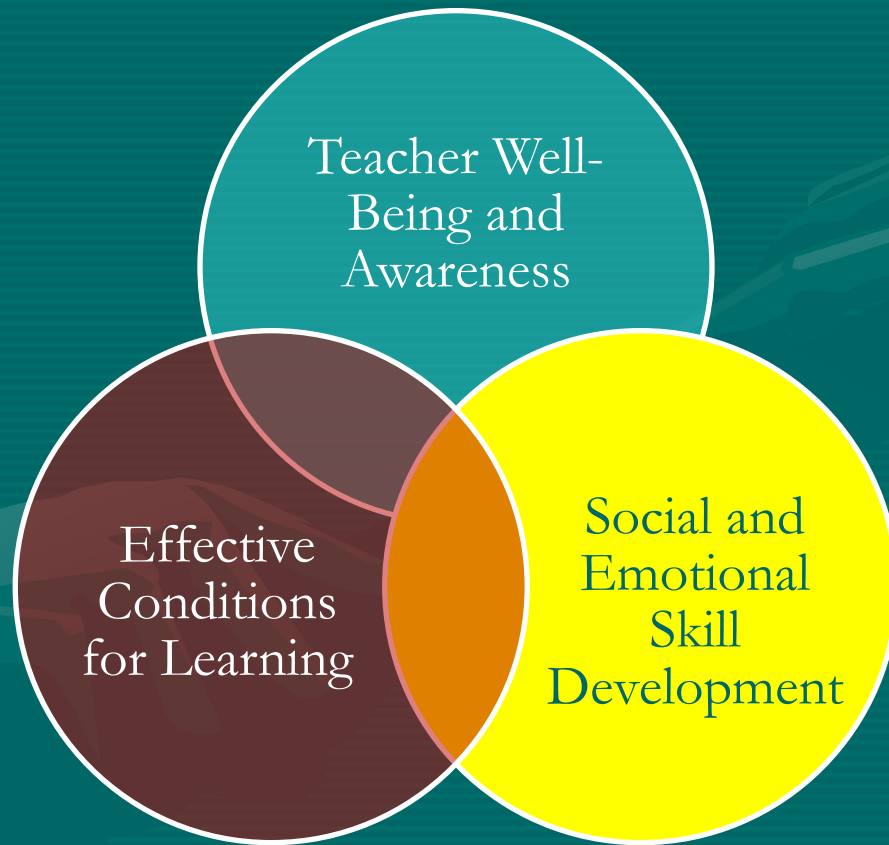 Teacher Well-
Being and
Awareness
Effective
Conditions
for Learning
Social and
Emotional
Skill
Development